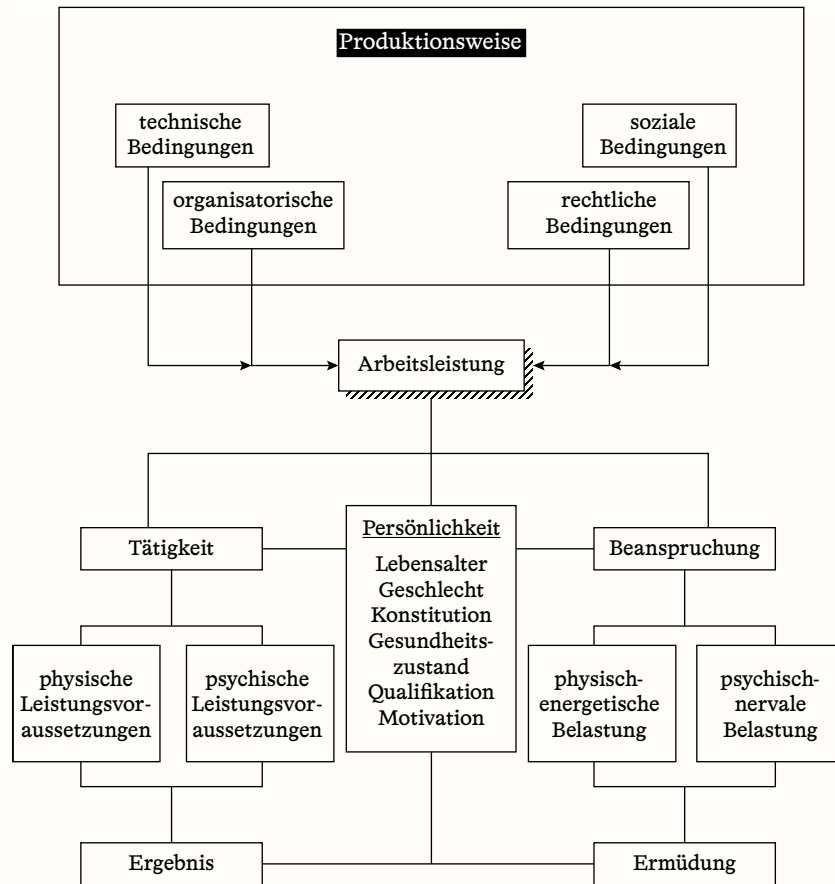 Produktionsweise
technische
Bedingungen
soziale
Bedingungen
organisatorische
Bedingungen
rechtliche
Bedingungen
Arbeitsleistung
Tätigkeit
Persönlichkeit
Lebensalter
Geschlecht
Konstitution
Gesundheits-
zustand
Qualifikation
Motivation
Beanspruchung
physische
Leistungsvor-
aussetzungen
psychische
Leistungsvor-
aussetzungen
physisch-
energetische
Belastung
psychisch-
nervale
Belastung
Ergebnis
Ermüdung